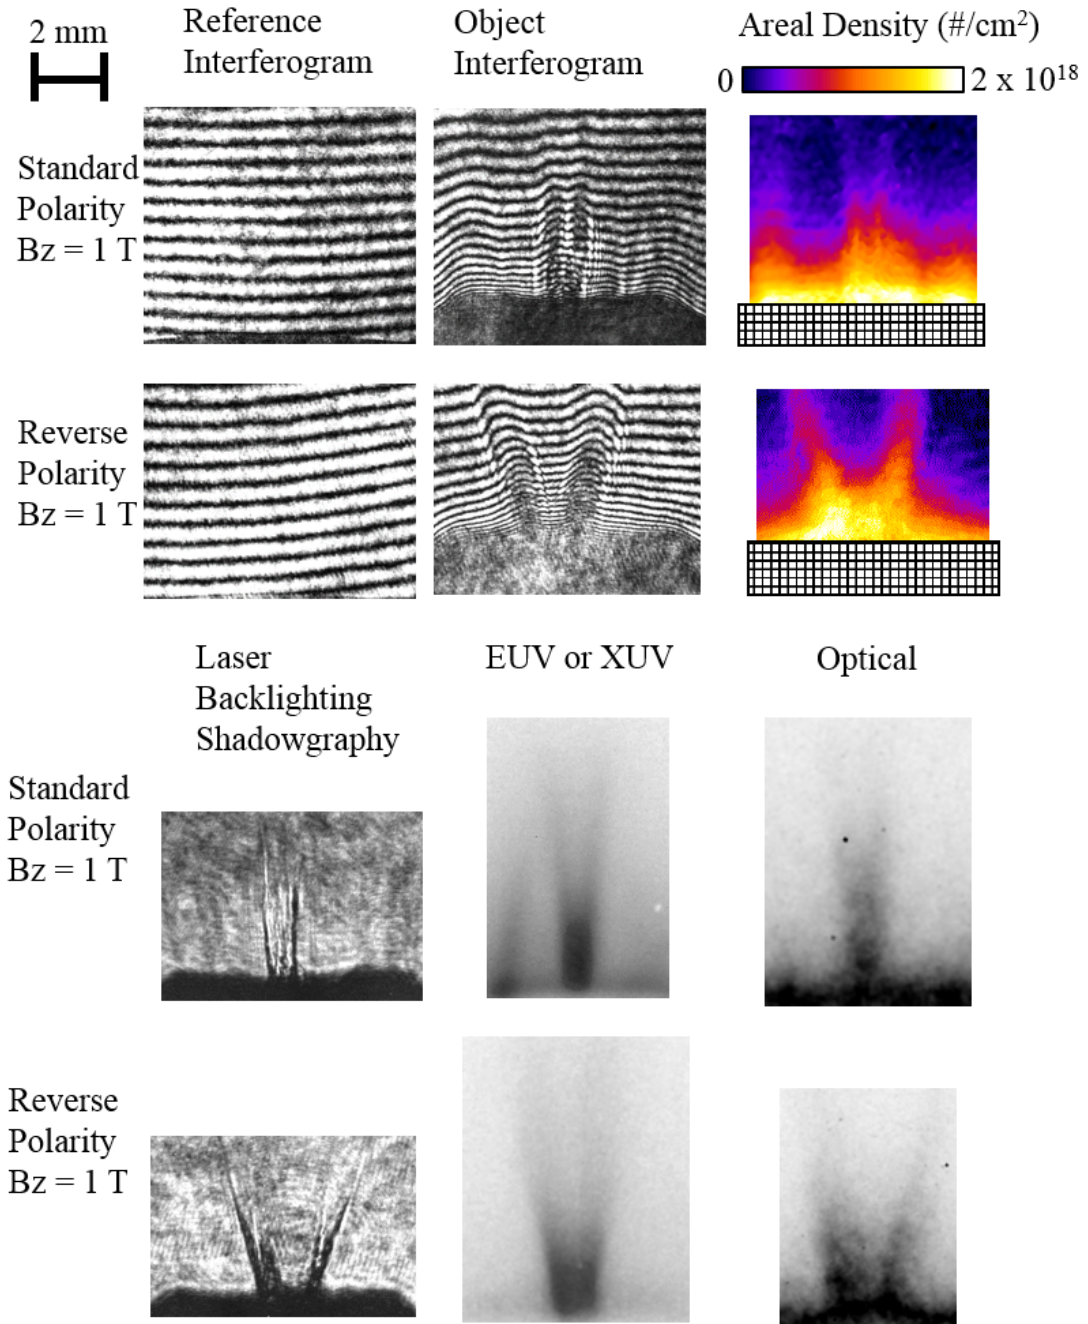 2 mm
Reference
Interferogram
Object
Interferogram
Areal Density (#/cm²)
0
2 x 10¹⁸
Standard
Polarity
Bz = 1 T
Reverse
Polarity
Bz = 1 T
Laser
Backlighting
Shadowgraphy
EUV or XUV
Optical
Standard
Polarity
Bz = 1 T
Reverse
Polarity
Bz = 1 T